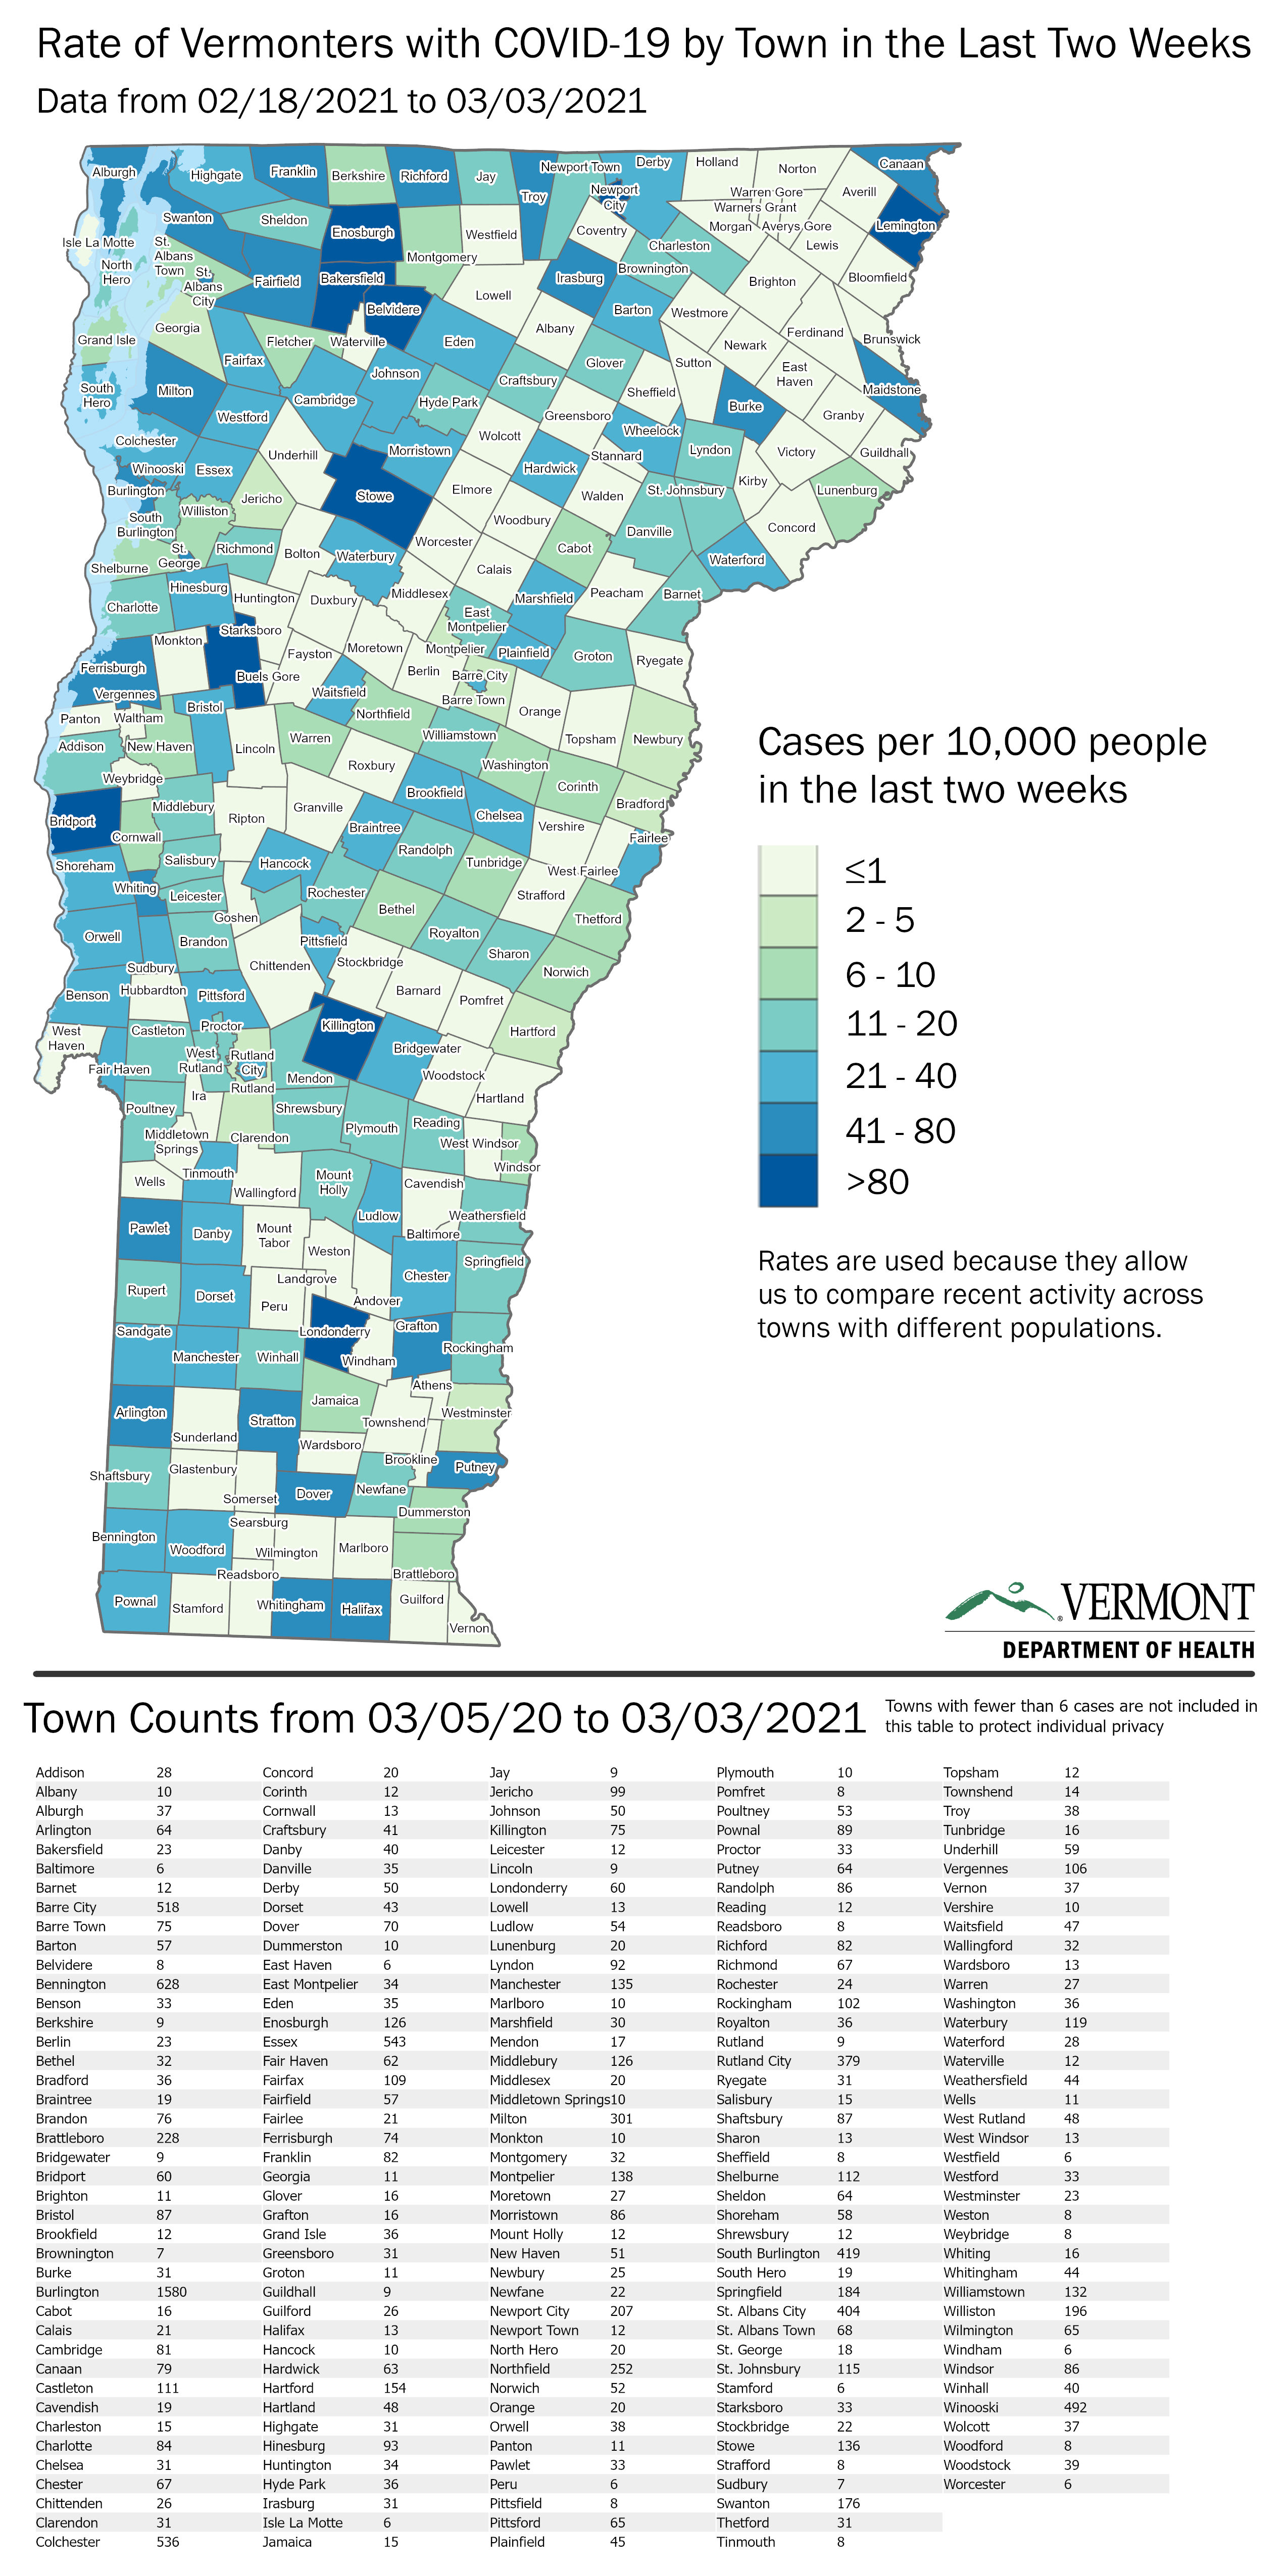 Rate of Vermonters with COVID-19 by Town in the Last Two Weeks
Data from 02/18/2021 to 03/03/2021
Alburgh
Highgate
Franklin
Berkshire
Richford
Jay
Troy
Newport Town
Derby
Holland
Norton
Canaan
Newport
City
Warren Gore
Warners Grant
Averill
Morgan
Averys Gore
Lewis
Lemington
Swanton
Sheldon
Enosburgh
Westfield
Coventry
Charleston
Isle La Motte
St.
Albans
Town
Montgomery
North
Hero
St.
Albans
City
Fairfield
Bakersfield
Irasburg
Brownington
Brighton
Bloomfield
Lowell
Belvidere
Barton
Westmore
Georgia
Albany
Ferdinand
Brunswick
Grand Isle
Fletcher
Waterville
Eden
Newark
Fairfax
Glover
Sutton
East
Haven
Johnson
Craftsbury
Sheffield
Maidstone
South
Hero
Milton
Cambridge
Hyde Park
Greensboro
Burke
Granby
Westford
Wheelock
Colchester
Underhill
Morristown
Wolcott
Stannard
Lyndon
Victory
Guildhall
Winooski
Essex
Hardwick
Burlington
Jericho
Stowe
Elmore
Walden
St. Johnsbury
Kirby
Lunenburg
South
Burlington
Williston
Woodbury
Danville
Concord
St.
George
Richmond
Bolton
Waterbury
Worcester
Cabot
Waterford
Shelburne
Calais
Hinesburg
Huntington
Duxbury
Middlesex
Marshfield
Peacham
Barnet
Charlotte
East
Montpelier
Starksboro
Monkton
Fayston
Moretown
Montpelier
Plainfield
Groton
Ryegate
Ferrisburgh
Buels Gore
Berlin
Barre City
Vergennes
Waitsfield
Barre Town
Bristol
Northfield
Orange
Panton
Waltham
Addison
New Haven
Lincoln
Warren
Williamstown
Topsham
Newbury
Weybridge
Roxbury
Washington
Middlebury
Brookfield
Corinth
Bridport
Ripton
Granville
Chelsea
Bradford
Cornwall
Braintree
Vershire
Fairlee
Shoreham
Salisbury
Hancock
Randolph
Tunbridge
West Fairlee
Whiting
Leicester
Rochester
Strafford
Goshen
Bethel
Thetford
Orwell
Brandon
Pittsfield
Royalton
Sharon
Sudbury
Chittenden
Stockbridge
Norwich
Benson
Hubbardton
Pittsford
Barnard
Pomfret
West
Haven
Castleton
Proctor
Killington
Hartford
Fair Haven
West
Rutland
Rutland
City
Bridgewater
Mendon
Woodstock
Rutland
Ira
Hartland
Poultney
Shrewsbury
Plymouth
Reading
Middletown
Springs
Clarendon
West Windsor
Windsor
Wells
Tinmouth
Mount
Holly
Wallingford
Cavendish
Ludlow
Weathersfield
Pawlet
Danby
Mount
Tabor
Baltimore
Weston
Springfield
Rupert
Landgrove
Chester
Dorset
Peru
Andover
Sandgate
Londonderry
Grafton
Manchester
Winhall
Windham
Rockingham
Athens
Arlington
Jamaica
Stratton
Townshend
Westminster
Sunderland
Wardsboro
Shaftsbury
Glastenbury
Brookline
Putney
Somerset
Dover
Newfane
Searsburg
Dummerston
Bennington
Woodford
Wilmington
Marlboro
Readsboro
Brattleboro
Pownal
Stamford
Whitingham
Halifax
Guilford
Vernon
Cases per 10,000 people
in the last two weeks
≤1
2 - 5
6 - 10
11 - 20
21 - 40
41 - 80
>80
Rates are used because they allow
us to compare recent activity across
towns with different populations.
VERMONT
DEPARTMENT OF HEALTH
Town Counts from 03/05/20 to 03/03/2021
Towns with fewer than 6 cases are not included in
this table to protect individual privacy
Addison 28 Concord 20 Jay 9 Plymouth 10 Topsham 12
Albany 10 Corinth 12 Jericho 99 Pomfret 8 Townshend 14
Alburgh 37 Cornwall 13 Johnson 50 Poultney 53 Troy 38
Arlington 64 Craftsbury 41 Killington 75 Pownal 89 Tunbridge 16
Bakersfield 23 Danby 40 Leicester 12 Proctor 33 Underhill 59
Baltimore 6 Danville 35 Lincoln 9 Putney 64 Vergennes 106
Barnet 12 Derby 50 Londonderry 60 Randolph 86 Vernon 37
Barre City 518 Dorset 43 Lowell 13 Reading 12 Vershire 10
Barre Town 75 Dover 70 Ludlow 54 Readsboro 8 Waitsfield 47
Barton 57 Dummerston 10 Lunenburg 20 Richford 82 Wallingford 32
Belvidere 8 East Haven 6 Lyndon 92 Richmond 67 Wardsboro 13
Bennington 628 East Montpelier 34 Manchester 135 Rochester 24 Warren 27
Benson 33 Eden 35 Marlboro 10 Rockingham 102 Washington 36
Berkshire 9 Enosburgh 126 Marshfield 30 Royalton 36 Waterbury 119
Berlin 23 Essex 543 Mendon 17 Rutland 9 Waterford 28
Bethel 32 Fair Haven 62 Middlebury 126 Rutland City 379 Waterville 12
Bradford 36 Fairfax 109 Middlesex 20 Ryegate 31 Weathersfield 44
Braintree 19 Fairfield 57 Middletown Springs10 Salisbury 15 Wells 11
Brandon 76 Fairlee 21 Milton 301 Shaftsbury 87 West Rutland 48
Brattleboro 228 Ferrisburgh 74 Monkton 10 Sharon 13 West Windsor 13
Bridgewater 9 Franklin 82 Montgomery 32 Sheffield 8 Westfield 6
Bridport 60 Georgia 11 Montpelier 138 Shelburne 112 Westford 33
Brighton 11 Glover 16 Moretown 27 Sheldon 64 Westminster 23
Bristol 87 Grafton 16 Morristown 86 Shoreham 58 Weston 8
Brookfield 12 Grand Isle 36 Mount Holly 12 Shrewsbury 12 Weybridge 8
Brownington 7 Greensboro 31 New Haven 51 South Burlington 419 Whiting 16
Burke 31 Groton 11 Newbury 25 South Hero 19 Whitingham 44
Burlington 1580 Guildhall 9 Newfane 22 Springfield 184 Williamstown 132
Cabot 16 Guilford 26 Newport City 207 St. Albans City 404 Williston 196
Calais 21 Halifax 13 Newport Town 12 St. Albans Town 68 Wilmington 65
Cambridge 81 Hancock 10 North Hero 20 St. George 18 Windham 6
Canaan 79 Hardwick 63 Northfield 252 St. Johnsbury 115 Windsor 86
Castleton 111 Hartford 154 Norwich 52 Stamford 6 Winhall 40
Cavendish 19 Hartland 48 Orange 20 Starksboro 33 Winooski 492
Charleston 15 Highgate 31 Orwell 38 Stockbridge 22 Wolcott 37
Charlotte 84 Hinesburg 93 Panton 11 Stowe 136 Woodford 8
Chelsea 31 Huntington 34 Pawlet 33 Strafford 8 Woodstock 39
Chester 67 Hyde Park 36 Peru 6 Sudbury 7 Worcester 6
Chittenden 26 Irasburg 31 Pittsfield 8 Swanton 176
Clarendon 31 Isle La Motte 6 Pittsford 65 Thetford 31
Colchester 536 Jamaica 15 Plainfield 45 Tinmouth 8